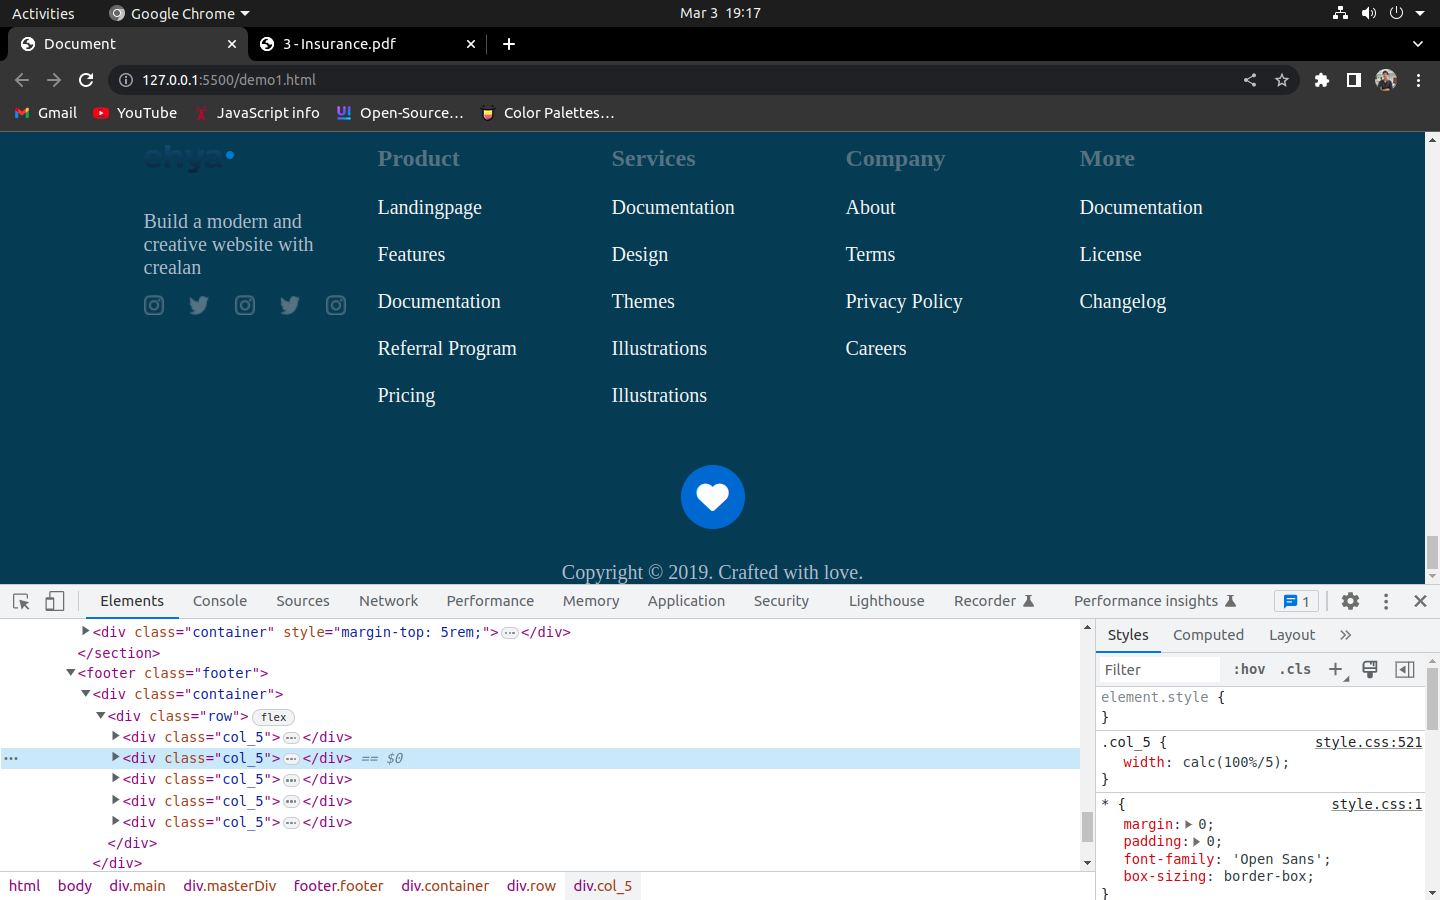 Activities Google Chrome Mar 3 19:17
Document 3 - Insurance.pdf
127.0.0.1:5500/demo1.html
Gmail YouTube JavaScript info Open-Source… Color Palettes…
ohya
Product Services Company More
Landingpage Documentation About Documentation
Build a modern and
creative website with
crealan
Features Design Terms License
Documentation Themes Privacy Policy Changelog
Referral Program Illustrations Careers
Pricing Illustrations
Copyright © 2019. Crafted with love.
Elements Console Sources Network Performance Memory Application Security Lighthouse Recorder Performance insights 1
<div class="container" style="margin-top: 5rem;">…</div>
</section>
<footer class="footer">
<div class="container">
<div class="row"> flex
<div class="col_5">…</div>
… <div class="col_5">…</div> == $0
<div class="col_5">…</div>
<div class="col_5">…</div>
<div class="col_5">…</div>
</div>
</div>
html body div.main div.masterDiv footer.footer div.container div.row div.col_5
Styles Computed Layout
Filter :hov .cls
element.style {
}
.col_5 { style.css:521
width: calc(100%/5);
}
* { style.css:1
margin: 0;
padding: 0;
font-family: 'Open Sans';
box-sizing: border-box;
}